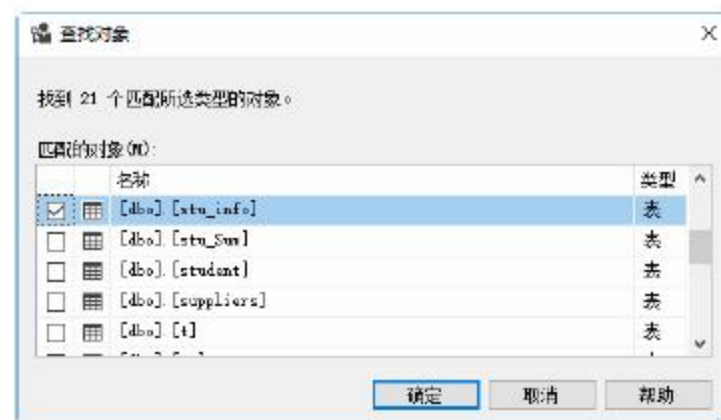 查找对象
找到 21 个匹配所选类型的对象。
匹配的对象(M):
名称 类型
[dbo].[stu_info] 表
[dbo].[stu_Sum] 表
[dbo].[student] 表
[dbo].[suppliers] 表
[dbo].[t] 表
确定 取消 帮助